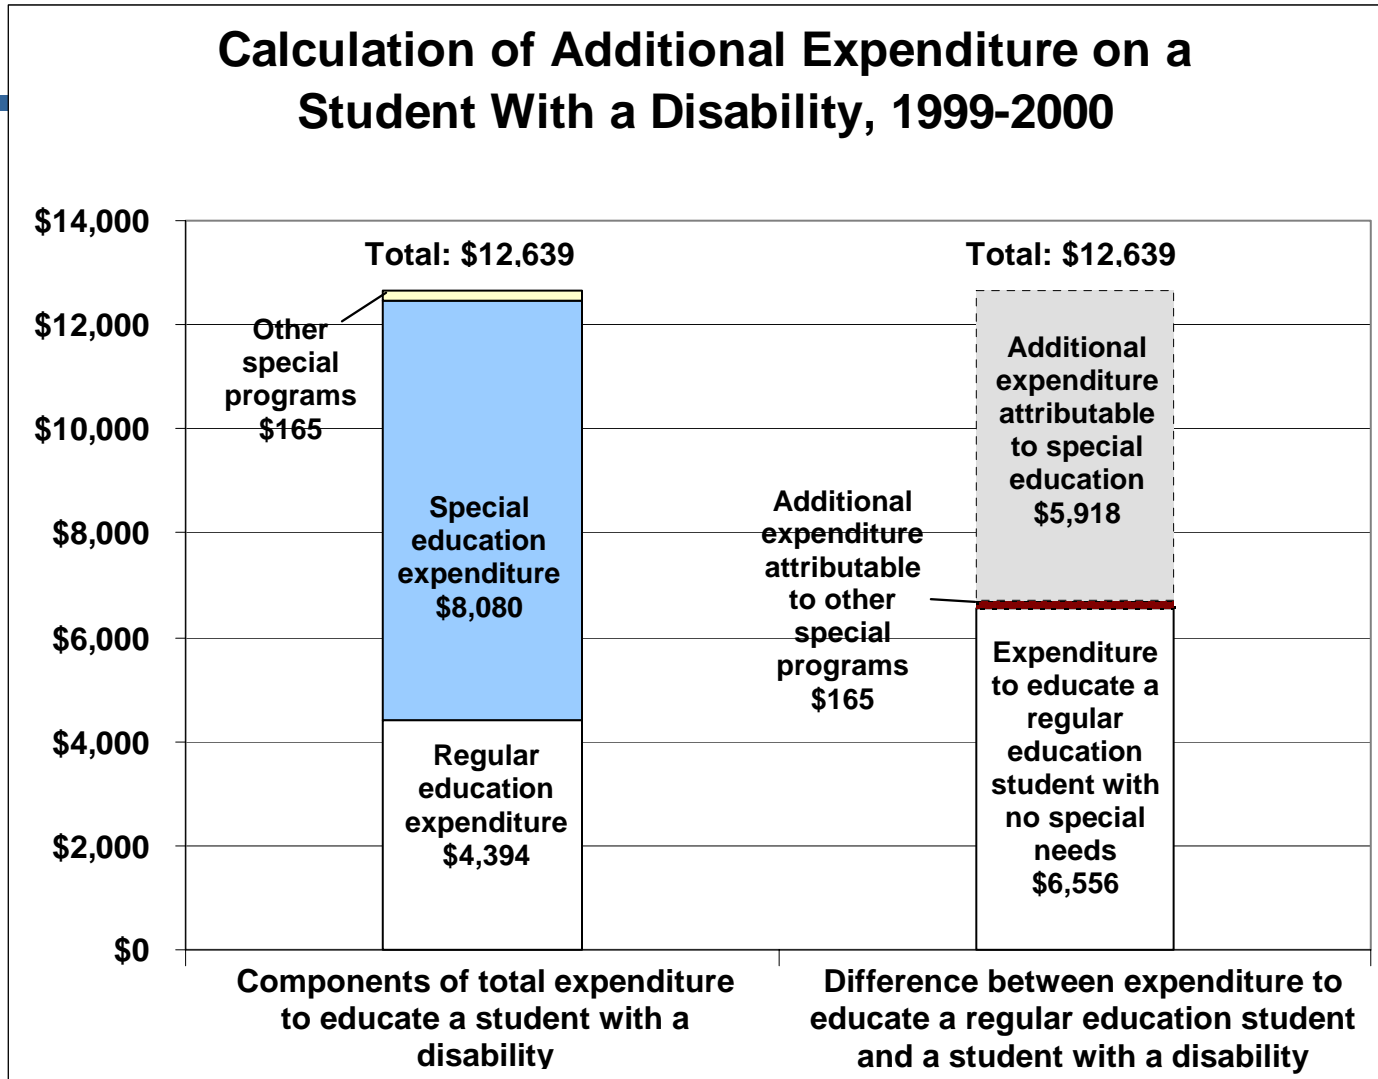 Calculation of Additional Expenditure on a
Student With a Disability, 1999-2000
$14,000
$12,000
$10,000
$8,000
$6,000
$4,000
$2,000
$0
Total: $12,639
Other
special
programs
$165
Special
education
expenditure
$8,080
Regular
education
expenditure
$4,394
Total: $12,639
Additional
expenditure
attributable
to special
education
$5,918
Additional
expenditure
attributable
to other
special
programs
$165
Expenditure
to educate a
regular
education
student with
no special
needs
$6,556
Components of total expenditure
to educate a student with a
disability
Difference between expenditure to
educate a regular education student
and a student with a disability